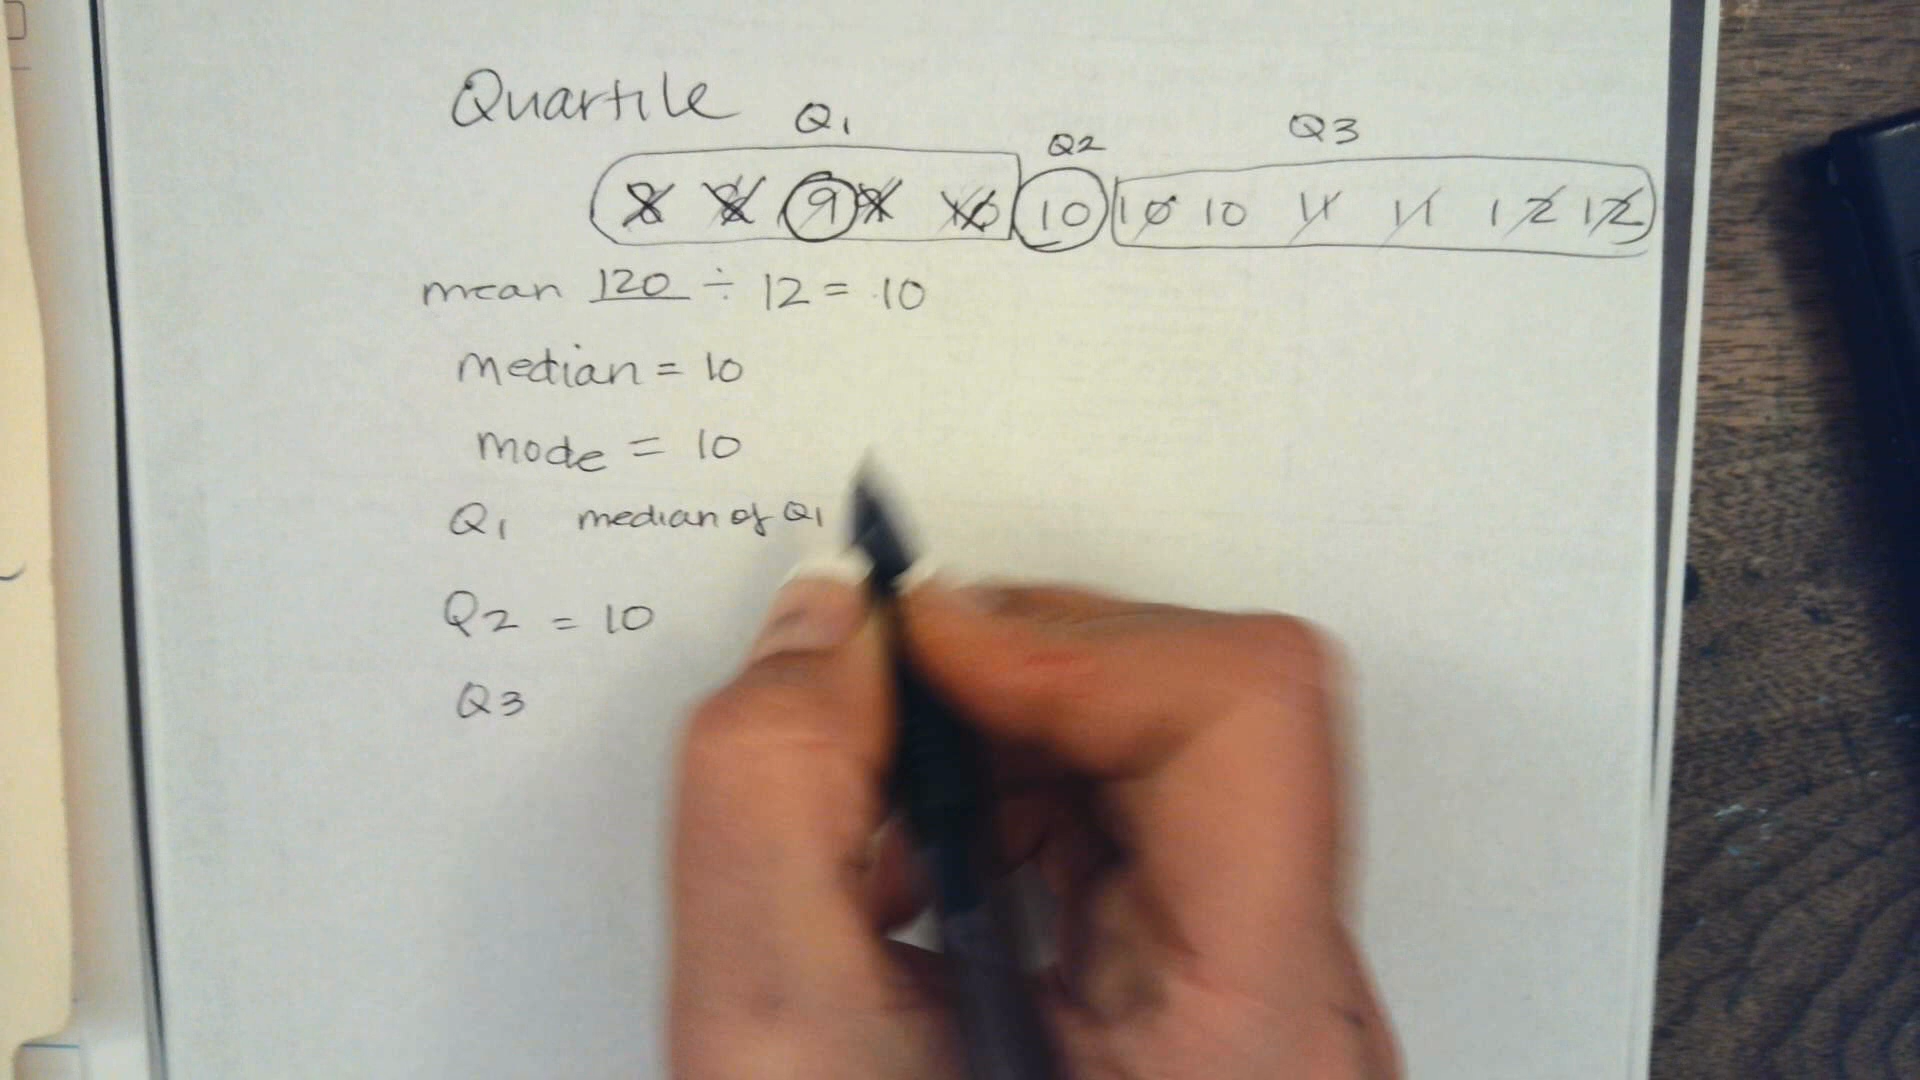 Quartile
Q1 Q2 Q3
8 8 9 9 10 10 10 10 11 11 12 12
mean 120 ÷ 12 = 10
median = 10
mode = 10
Q1 median of Q1
Q2 = 10
Q3